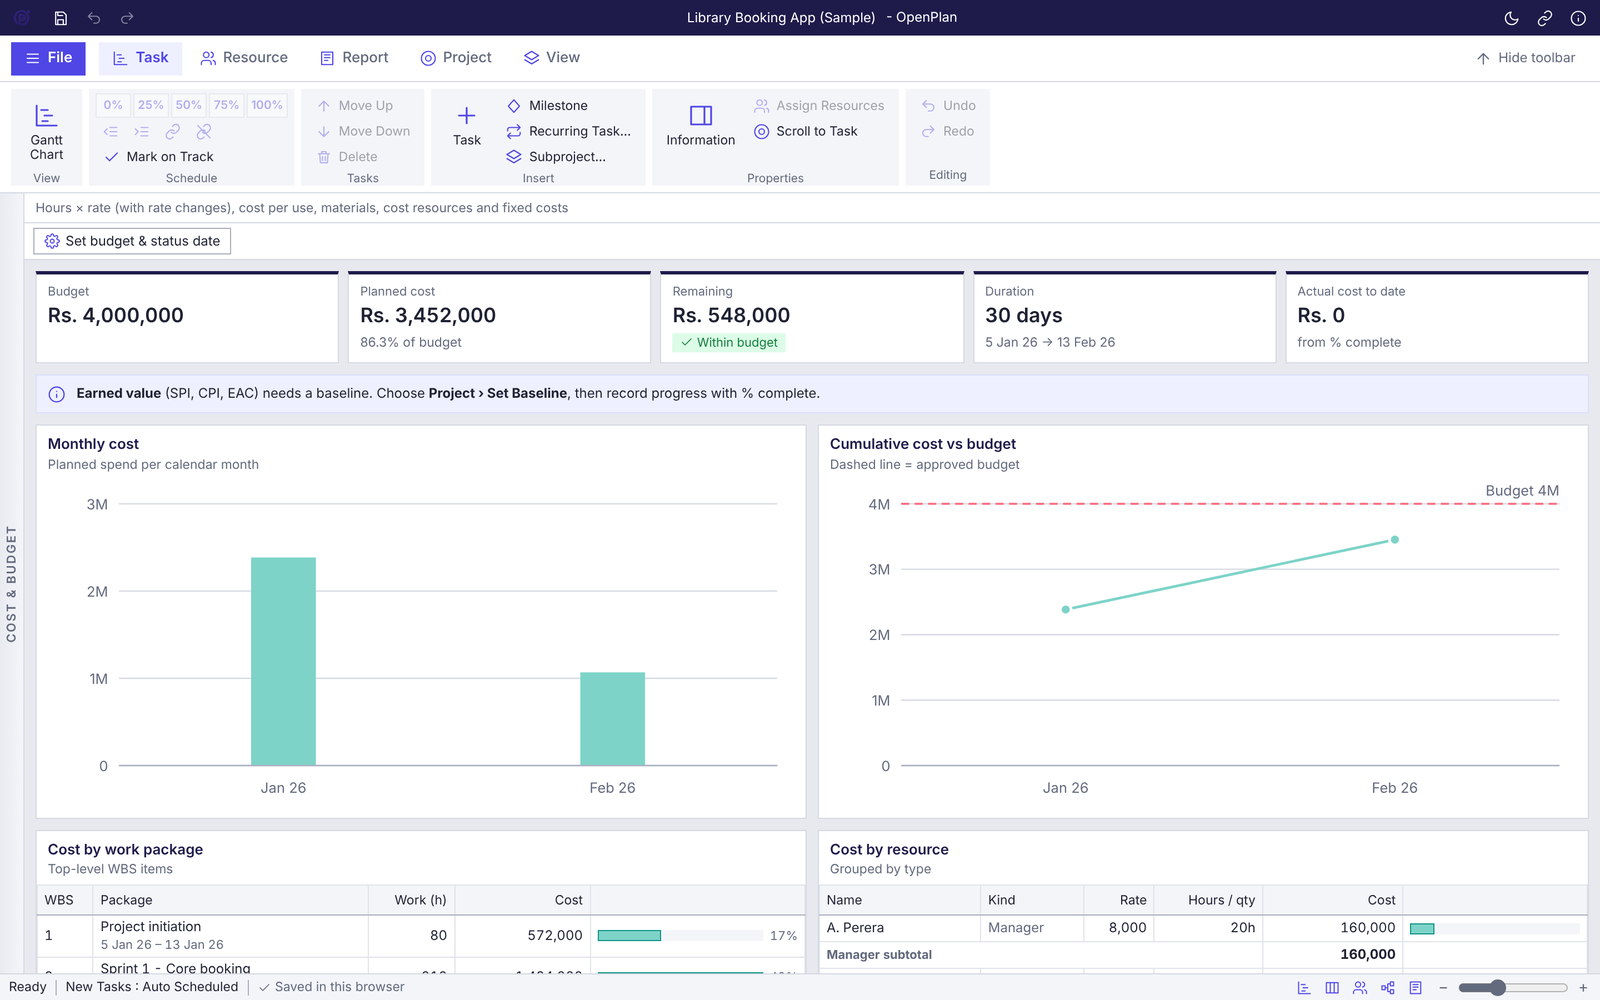 Library Booking App (Sample) - OpenPlan
File
Task
Resource
Report
Project
View
Hide toolbar
Gantt
Chart
View
0% 25% 50% 75% 100%
Mark on Track
Schedule
Move Up
Move Down
Delete
Tasks
Task
Milestone
Recurring Task...
Subproject...
Insert
Information
Assign Resources
Scroll to Task
Properties
Undo
Redo
Editing
COST & BUDGET
Hours × rate (with rate changes), cost per use, materials, cost resources and fixed costs
Set budget & status date
Budget
Rs. 4,000,000
Planned cost
Rs. 3,452,000
86.3% of budget
Remaining
Rs. 548,000
Within budget
Duration
30 days
5 Jan 26 → 13 Feb 26
Actual cost to date
Rs. 0
from % complete
Earned value (SPI, CPI, EAC) needs a baseline. Choose Project › Set Baseline, then record progress with % complete.
Monthly cost
Planned spend per calendar month
3M
2M
1M
0
Jan 26 Feb 26
Cumulative cost vs budget
Dashed line = approved budget
Budget 4M
4M
3M
2M
1M
0
Jan 26 Feb 26
Cost by work package
Top-level WBS items
WBS Package Work (h) Cost
1 Project initiation 80 572,000 17%
5 Jan 26 – 13 Jan 26
Sprint 1 - Core booking
Cost by resource
Grouped by type
Name Kind Rate Hours / qty Cost
A. Perera Manager 8,000 20h 160,000
Manager subtotal 160,000
Ready New Tasks : Auto Scheduled Saved in this browser